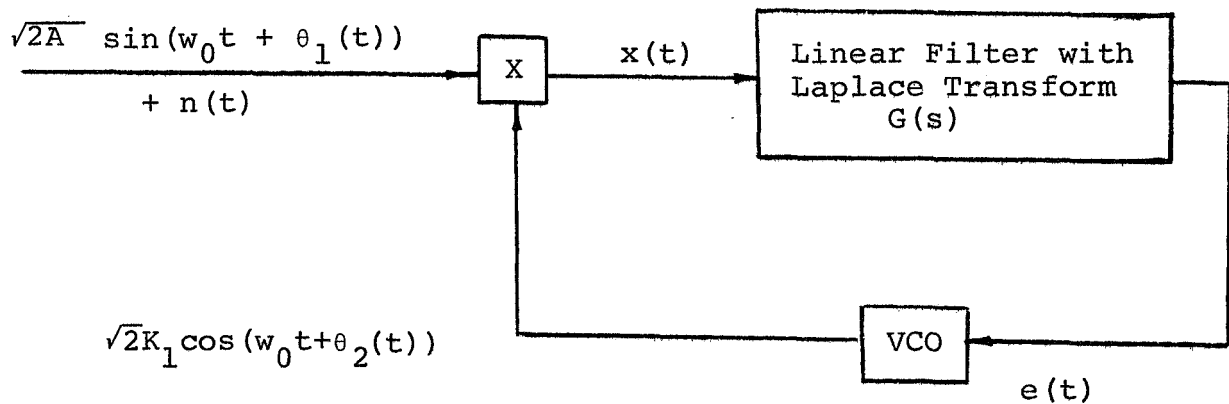 √2A sin(w₀t + θ₁(t))
+ n(t)
X
x(t)
Linear Filter with
Laplace Transform
G(s)
√2K₁cos(w₀t+θ₂(t))
VCO
e(t)